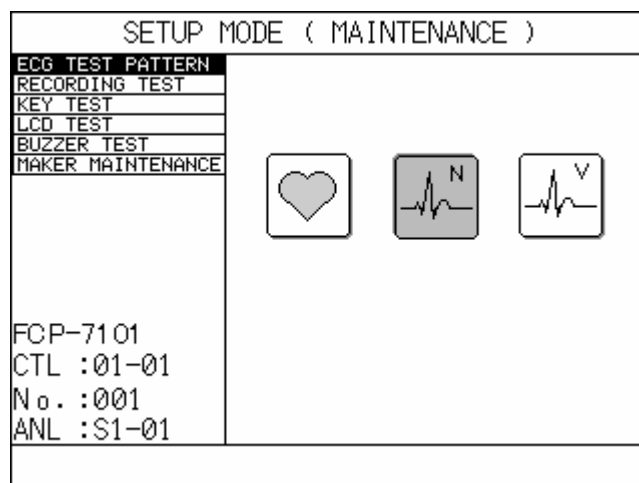 SETUP MODE ( MAINTENANCE )
ECG TEST PATTERN
RECORDING TEST
KEY TEST
LCD TEST
BUZZER TEST
MAKER MAINTENANCE
N
V
FCP-7101
CTL :01-01
No. :001
ANL :S1-01